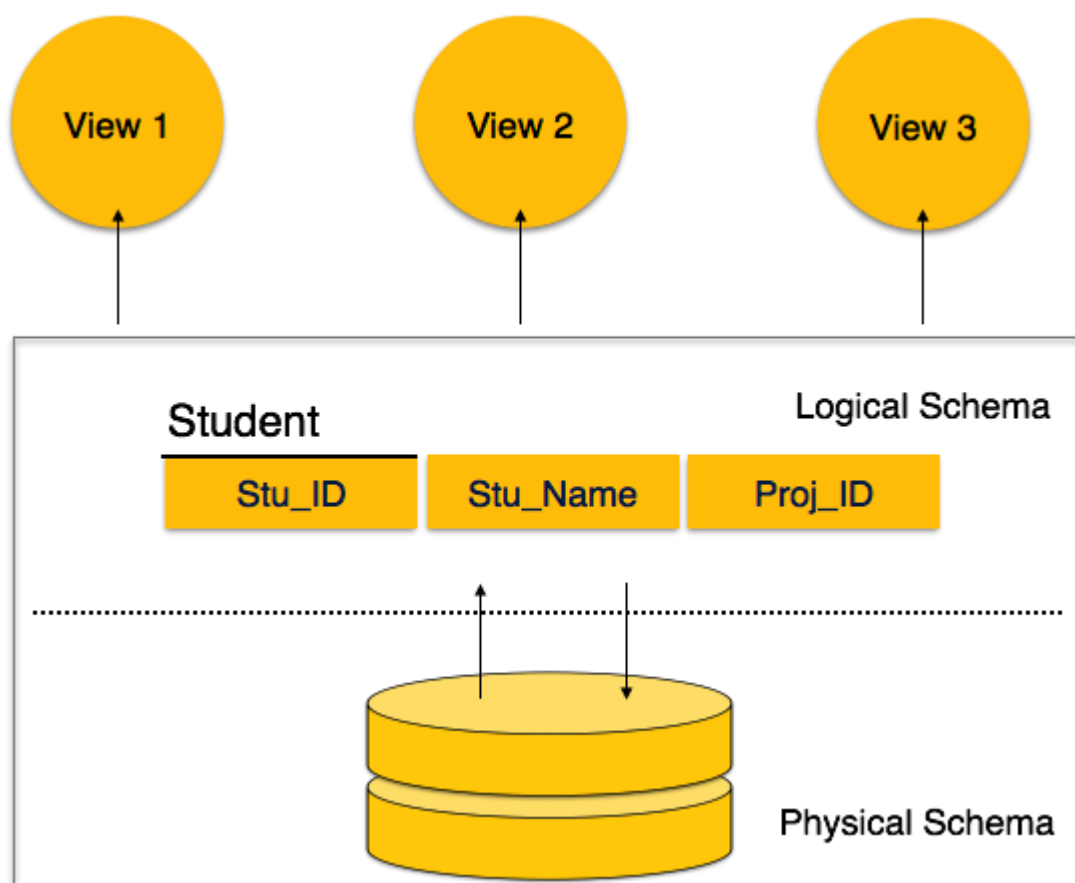 View 1
View 2
View 3
Logical Schema
Student
Stu_ID
Stu_Name
Proj_ID
Physical Schema